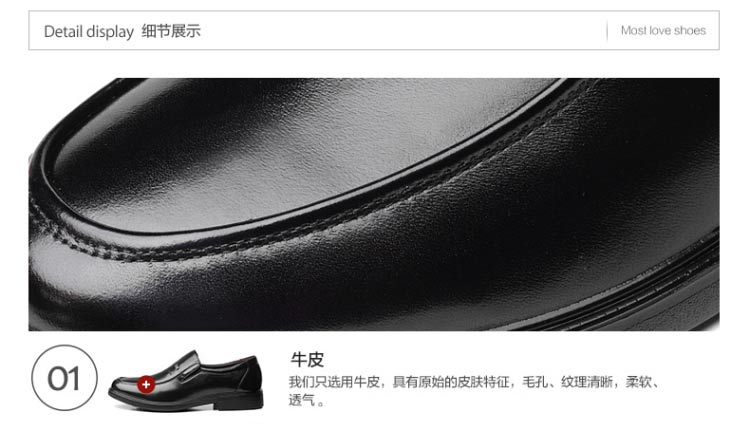 Detail display 细节展示
Most love shoes
01
牛皮
我们只选用牛皮，具有原始的皮肤特征，毛孔、纹理清晰，柔软、
透气 。